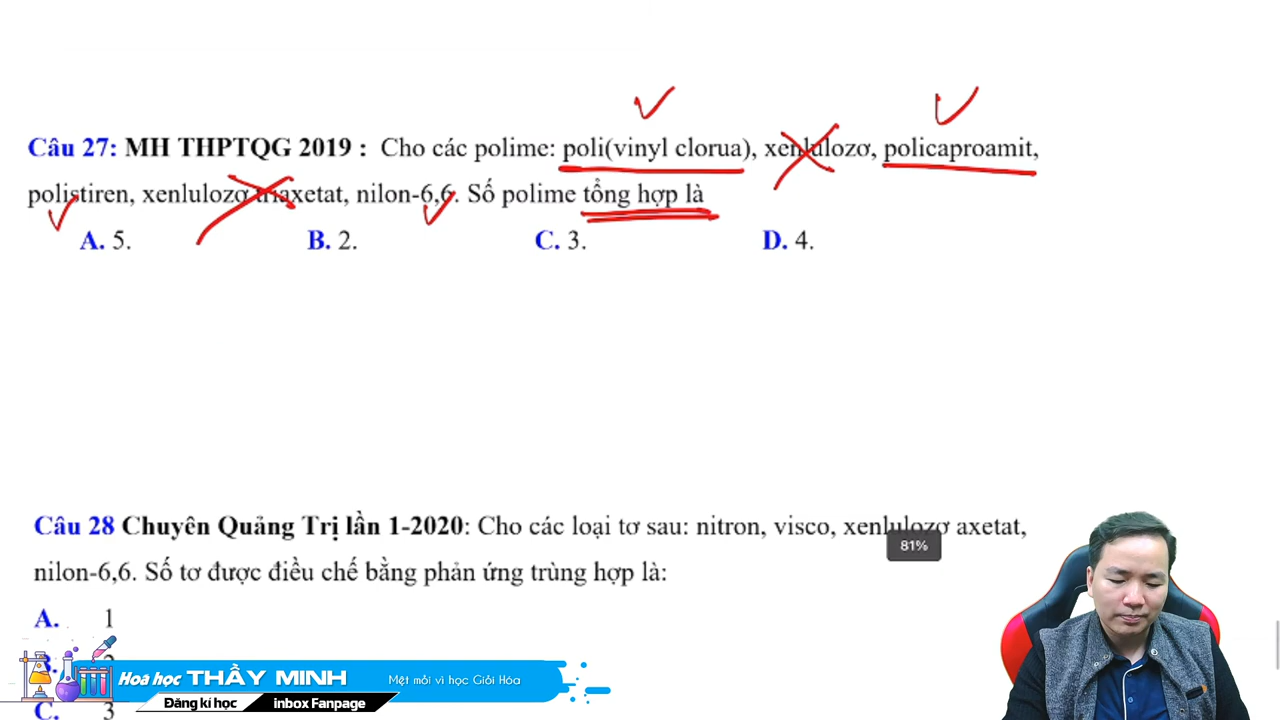 Câu 27: MH THPTQG 2019 : Cho các polime: poli(vinyl clorua), xenlulozơ, policaproamit,
polistiren, xenlulozơ triaxetat, nilon-6,6. Số polime tổng hợp là
A. 5. B. 2. C. 3. D. 4.
Câu 28 Chuyên Quảng Trị lần 1-2020: Cho các loại tơ sau: nitron, visco, xenlulozơ axetat,
81%
nilon-6,6. Số tơ được điều chế bằng phản ứng trùng hợp là:
A. 1
B.
Hoá học THẦY MINH Mệt mỏi vì học Giỏi Hóa
Đăng kí học inbox Fanpage
C. 3